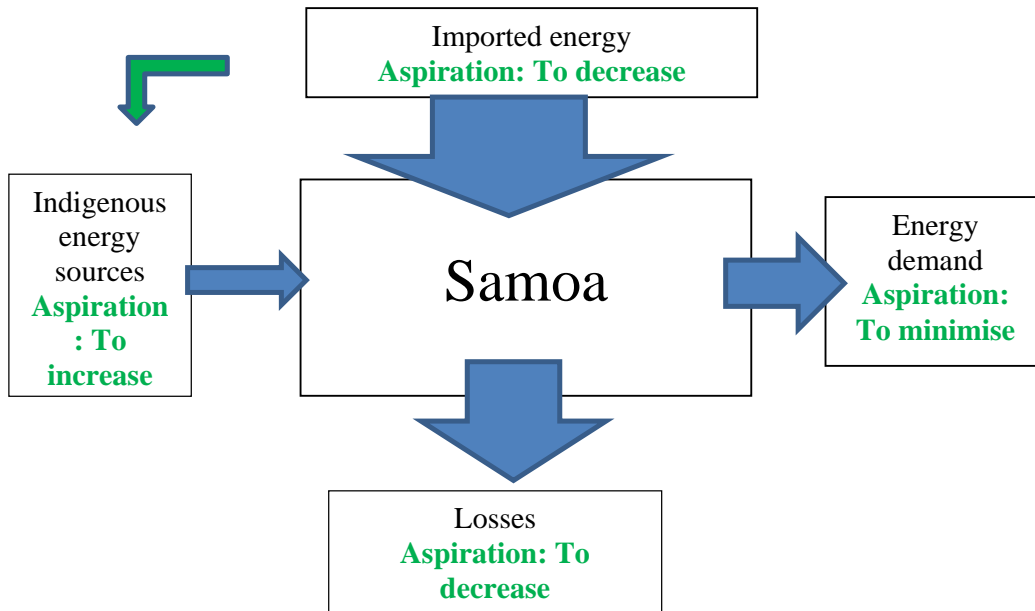 Imported energy
Aspiration: To decrease
Indigenous
energy
sources
Aspiration
: To
increase
Samoa
Energy
demand
Aspiration:
To minimise
Losses
Aspiration: To
decrease